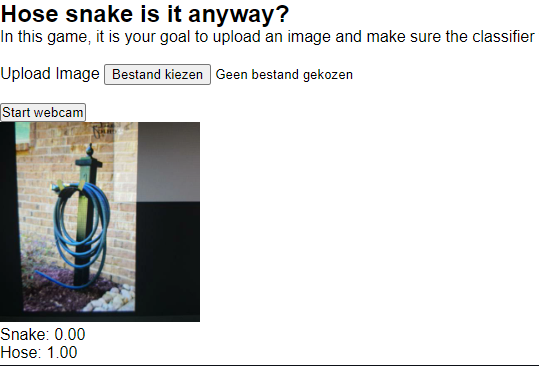 Hose snake is it anyway?
In this game, it is your goal to upload an image and make sure the classifier
Upload Image Bestand kiezen Geen bestand gekozen
Start webcam
Snake: 0.00
Hose: 1.00